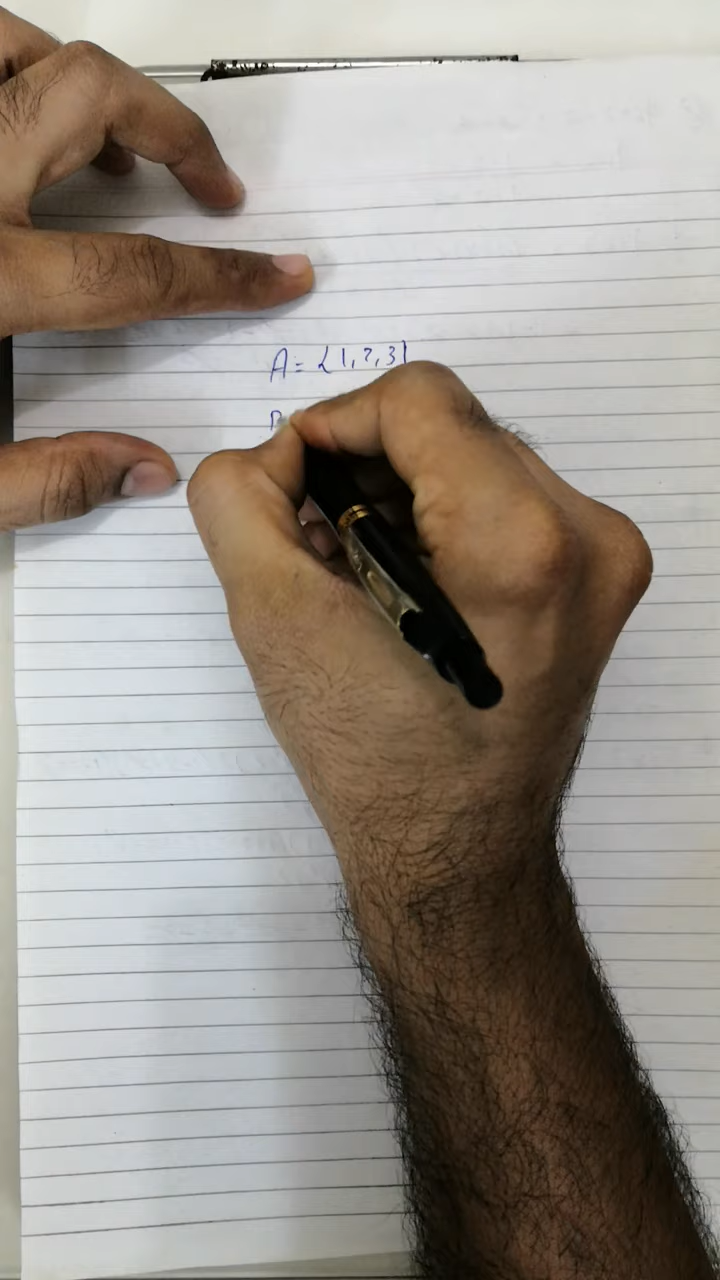 A = {1, 2, 3}